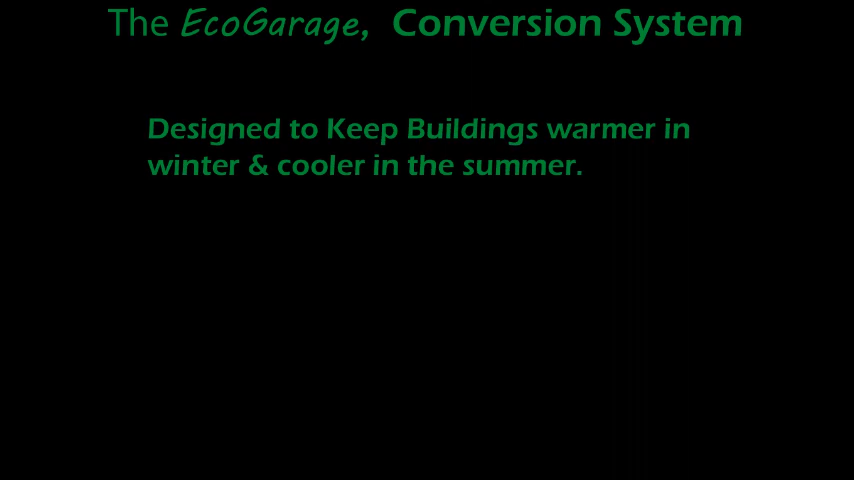 The EcoGarage, Conversion System
Designed to Keep Buildings warmer in
winter & cooler in the summer.